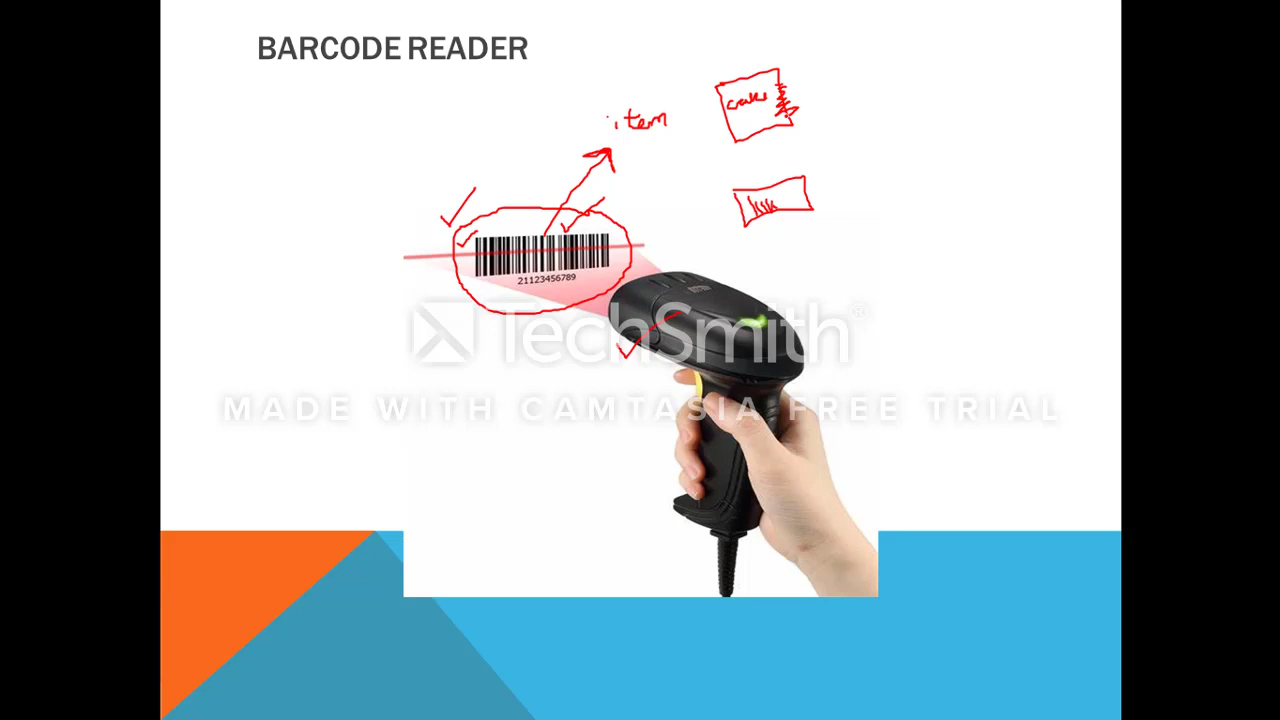 BARCODE READER
item
21123456789
TechSmith®
MADE WITH CAMTASIA FREE TRIAL